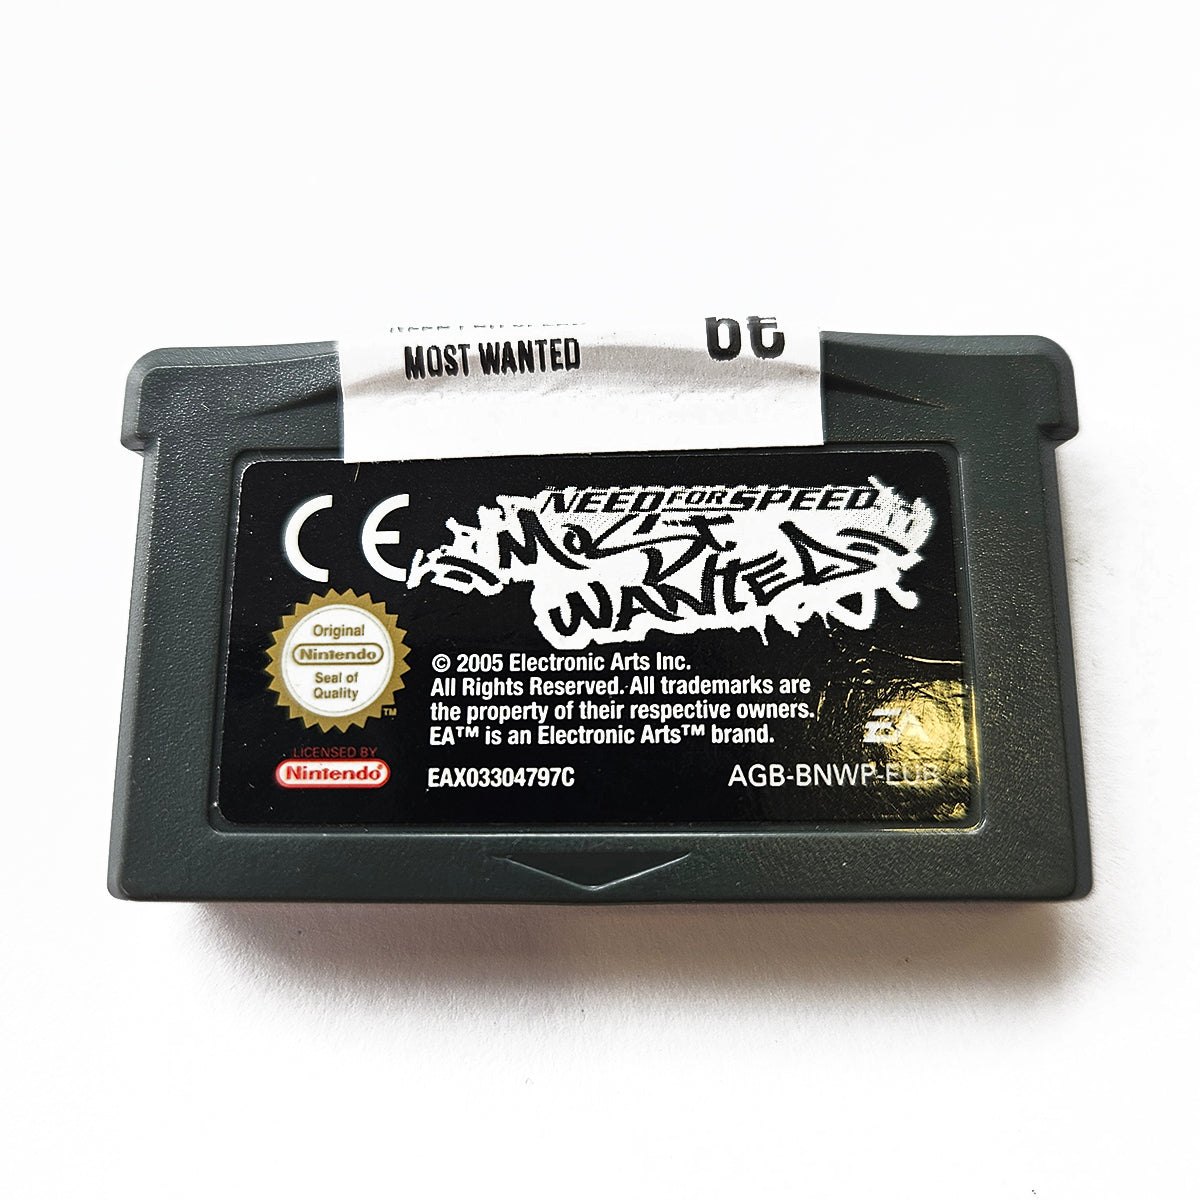 MOST WANTED
CE
NEED FOR SPEED
MOST
WANTED
Original
Nintendo
Seal of
Quality
TM
© 2005 Electronic Arts Inc.
All Rights Reserved. All trademarks are
the property of their respective owners.
EA™ is an Electronic Arts™ brand.
EA
LICENSED BY
Nintendo®
EAX03304797C
AGB-BNWP-EUR